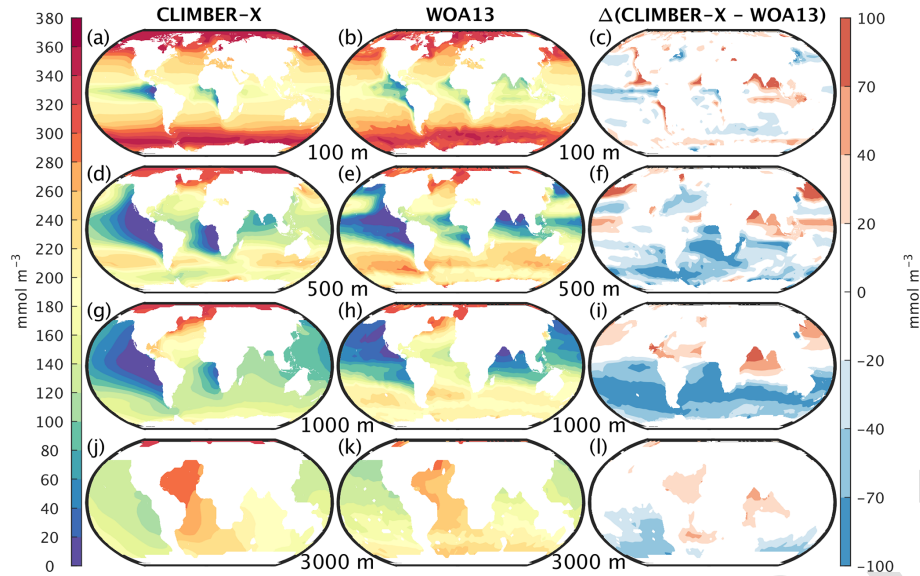 CLIMBER-X WOA13 Δ(CLIMBER-X - WOA13)
380
360
340
320
300
280
260
240
220
200
180
160
140
120
100
80
60
40
20
0
mmol m⁻³
(a) (b) (c)
100 m 100 m
(d) (e) (f)
500 m 500 m
(g) (h) (i)
1000 m 1000 m
(j) (k) (l)
3000 m 3000 m
100
70
40
20
0
-20
-40
-70
-100
mmol m⁻³